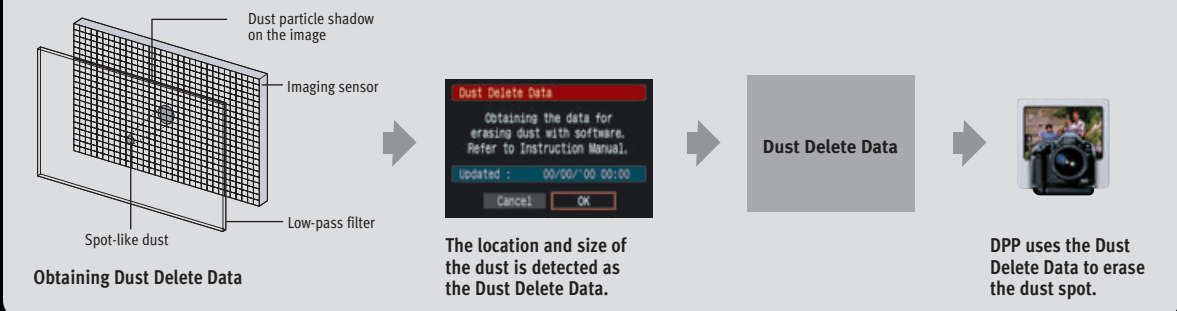 Dust particle shadow
on the image
Imaging sensor
Low-pass filter
Spot-like dust
Obtaining Dust Delete Data
Dust Delete Data
Obtaining the data for
erasing dust with software.
Refer to Instruction Manual.
Updated : 00/00/'00 00:00
Cancel OK
The location and size of
the dust is detected as
the Dust Delete Data.
Dust Delete Data
DPP uses the Dust
Delete Data to erase
the dust spot.